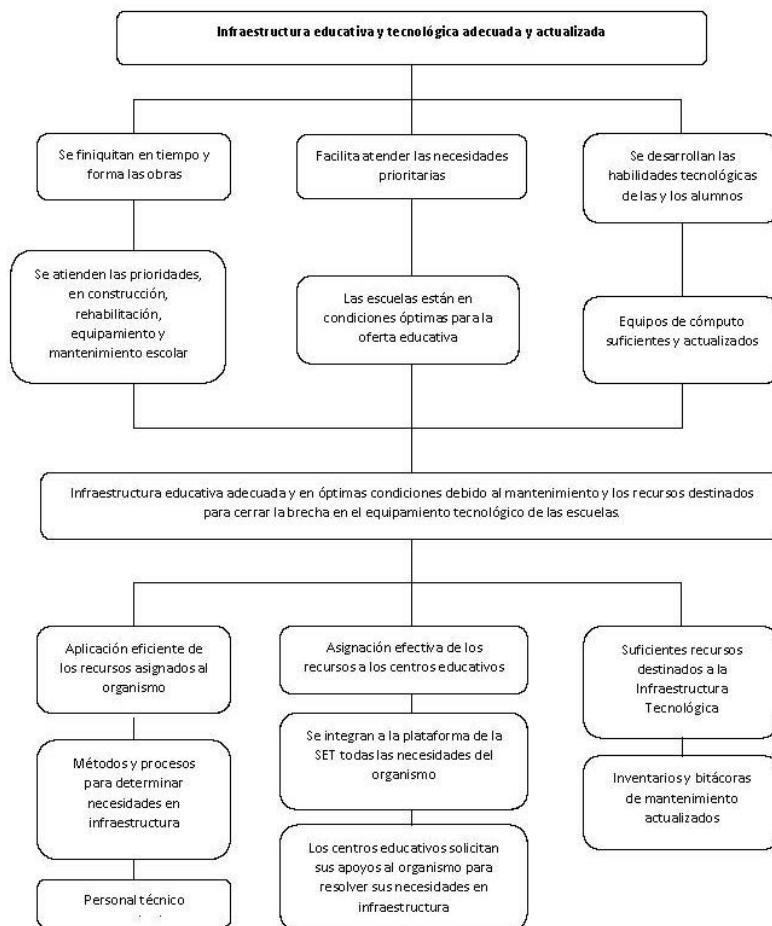 Infraestructura educativa y tecnológica adecuada y actualizada
Se finiquitan en tiempo y
forma las obras
Facilita atender las necesidades
prioritarias
Se desarrollan las
habilidades tecnológicas
de las y los alumnos
Se atienden las prioridades,
en construcción,
rehabilitación,
equipamiento y
mantenimiento escolar
Las escuelas están en
condiciones óptimas para la
oferta educativa
Equipos de cómputo
suficientes y actualizados
Infraestructura educativa adecuada y en óptimas condiciones debido al mantenimiento y los recursos destinados
para cerrar la brecha en el equipamiento tecnológico de las escuelas.
Aplicación eficiente de
los recursos asignados al
organismo
Asignación efectiva de los
recursos a los centros educativos
Suficientes recursos
destinados a la
Infraestructura
Tecnológica
Métodos y procesos
para determinar
necesidades en
infraestructura
Se integran a la plataforma de la
SET todas las necesidades del
organismo
Inventarios y bitácoras
de mantenimiento
actualizados
Personal técnico
Los centros educativos solicitan
sus apoyos al organismo para
resolver sus necesidades en
infraestructura